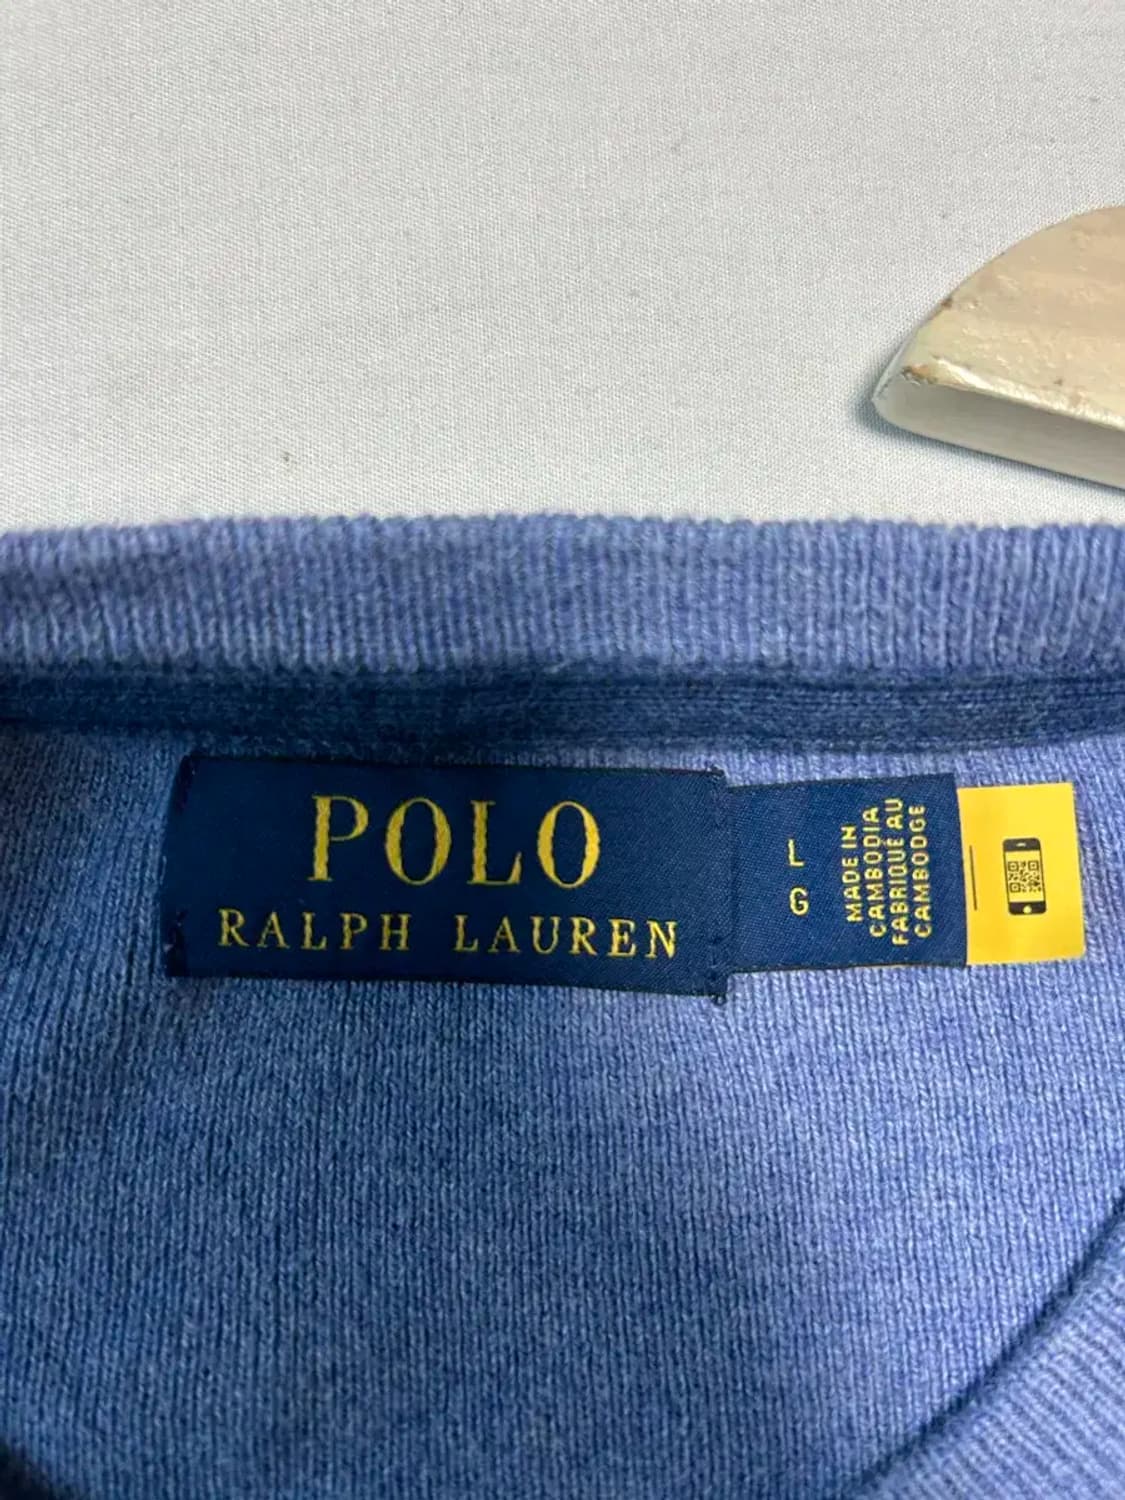 POLO
RALPH LAUREN
L
G
MADE IN
CAMBODIA
FABRIQUÉ AU
CAMBODGE